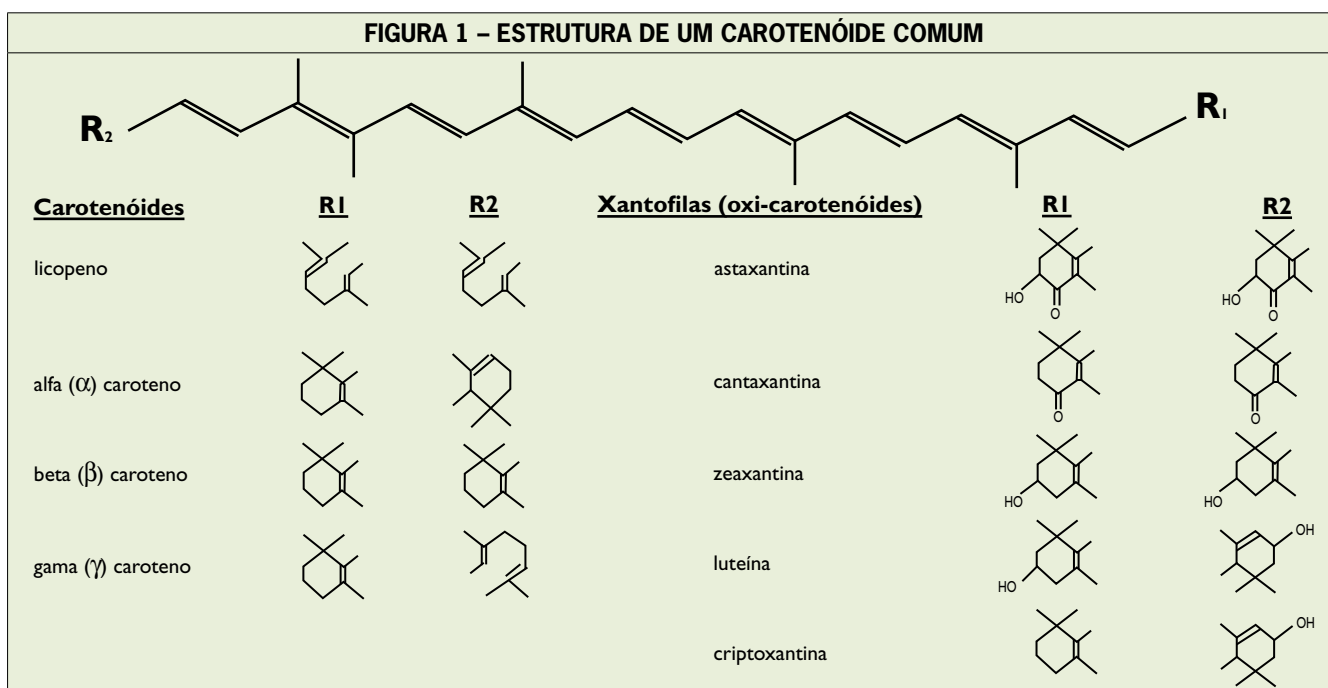 FIGURA 1 – ESTRUTURA DE UM CAROTENÓIDE COMUM
R₂ R₁
Carotenóides R1 R2 Xantofilas (oxi-carotenóides) R1 R2
licopeno astaxantina HO O HO O
alfa (α) caroteno cantaxantina O O
beta (β) caroteno zeaxantina HO HO
gama (γ) caroteno luteína HO OH
criptoxantina OH